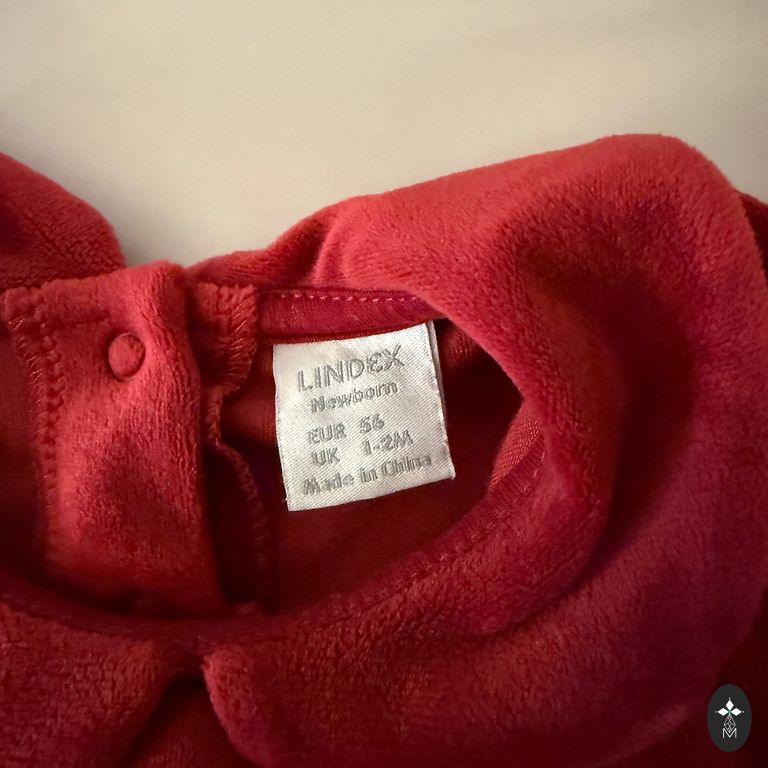 LINDEX
Newborn
EUR 56
UK 1-2M
Made in China
M